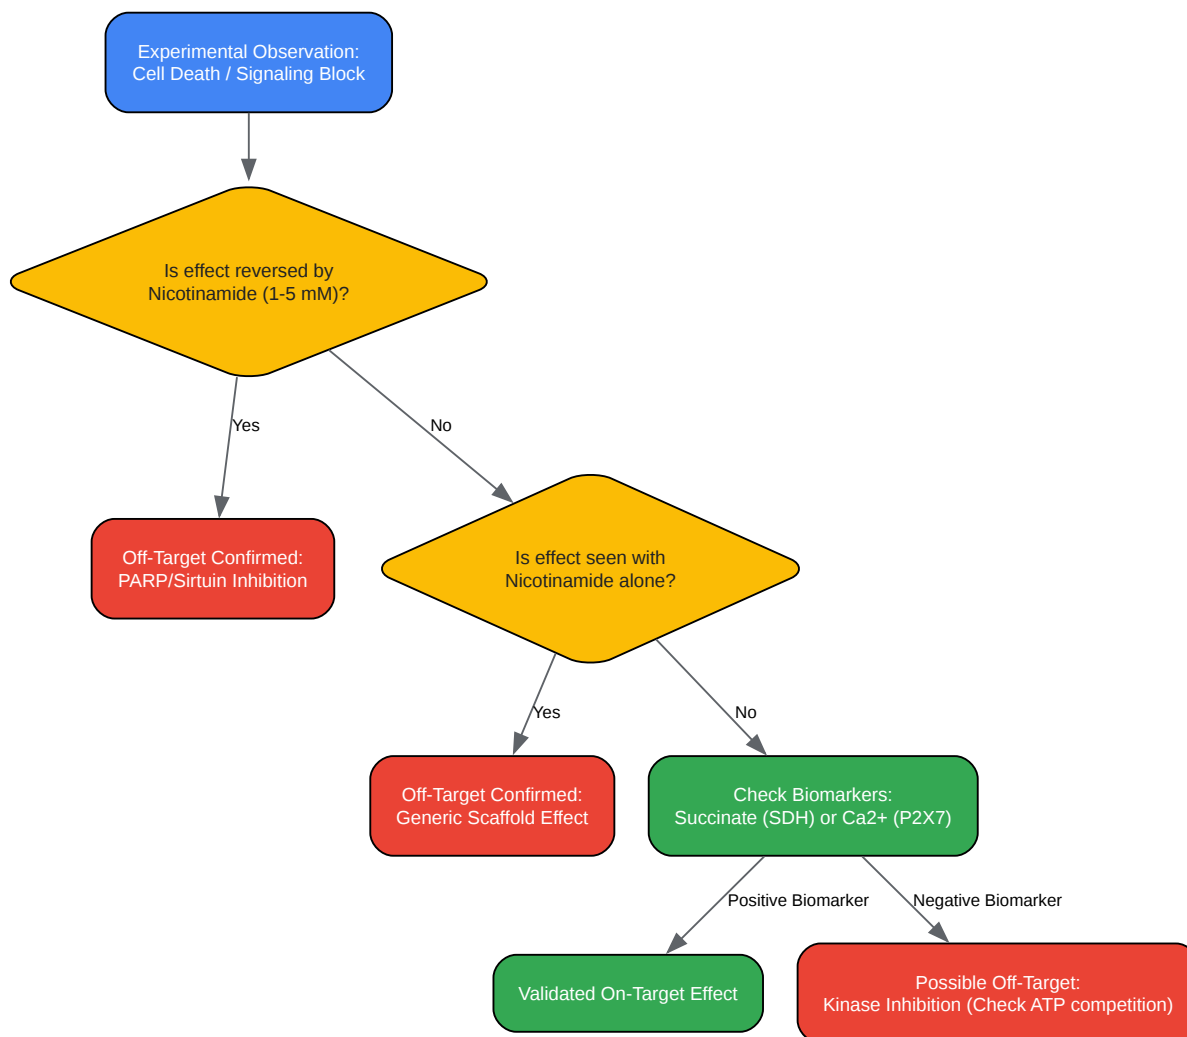 Experimental Observation:
Cell Death / Signaling Block
Is effect reversed by
Nicotinamide (1-5 mM)?
Yes
No
Off-Target Confirmed:
PARP/Sirtuin Inhibition
Is effect seen with
Nicotinamide alone?
Yes
No
Off-Target Confirmed:
Generic Scaffold Effect
Check Biomarkers:
Succinate (SDH) or Ca2+ (P2X7)
Positive Biomarker
Negative Biomarker
Validated On-Target Effect
Possible Off-Target:
Kinase Inhibition (Check ATP competition)